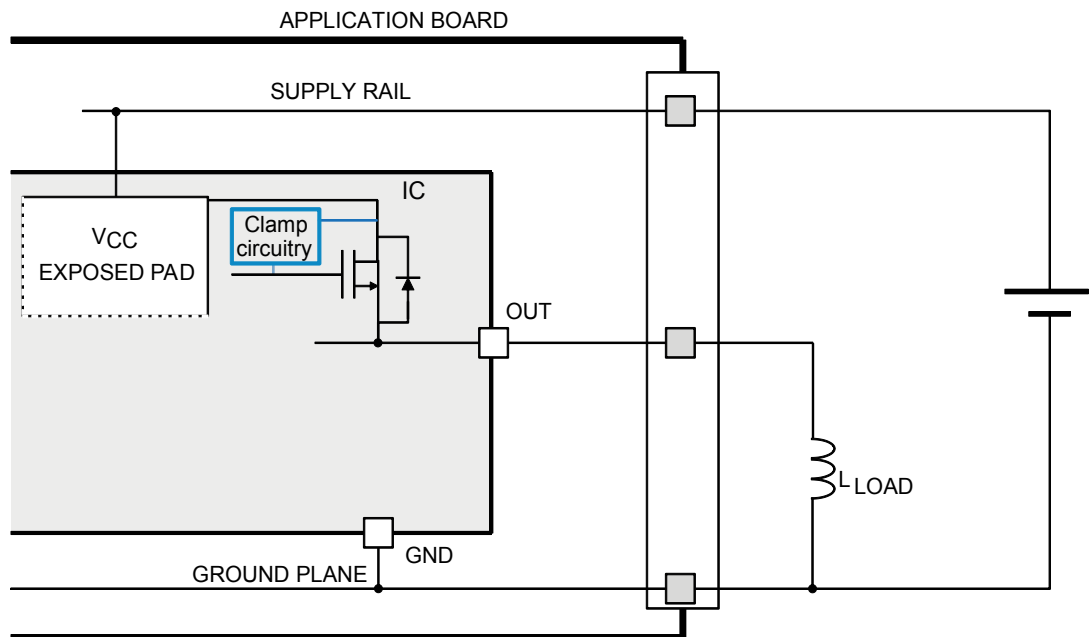 APPLICATION BOARD
SUPPLY RAIL
IC
Clamp
circuitry
VCC
EXPOSED PAD
OUT
LLOAD
GND
GROUND PLANE